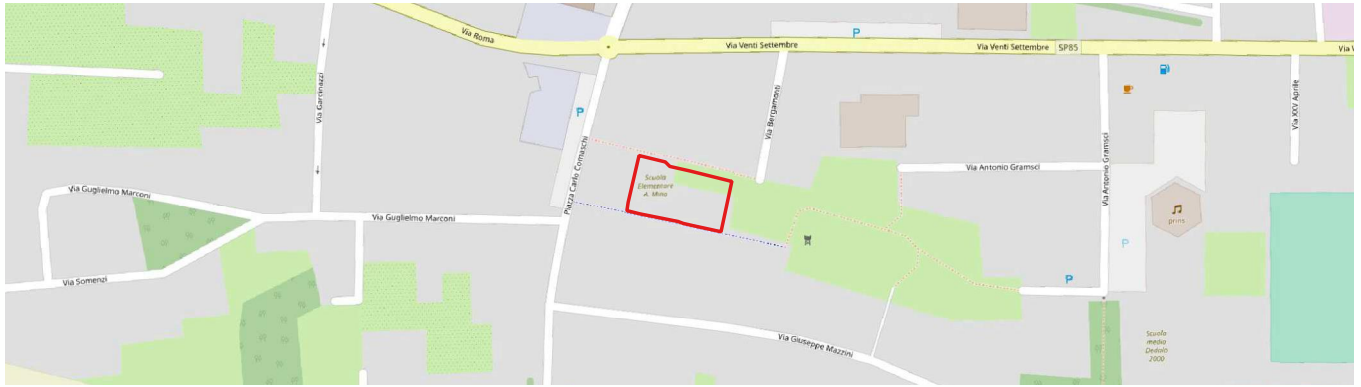 Via Roma
Via Venti Settembre
P
Via Venti Settembre
SP85
Via Garcinazzi
P
Via Bergamonti
Via XXV Aprile
Piazza Carlo Comaschi
Scuola
Elementare
A. Mina
Via Antonio Gramsci
Via Antonio Gramsci
Via Guglielmo Marconi
Via Guglielmo Marconi
prins
P
P
Via Somenzi
Via Giuseppe Mazzini
Scuola
media
Dedalo
2000